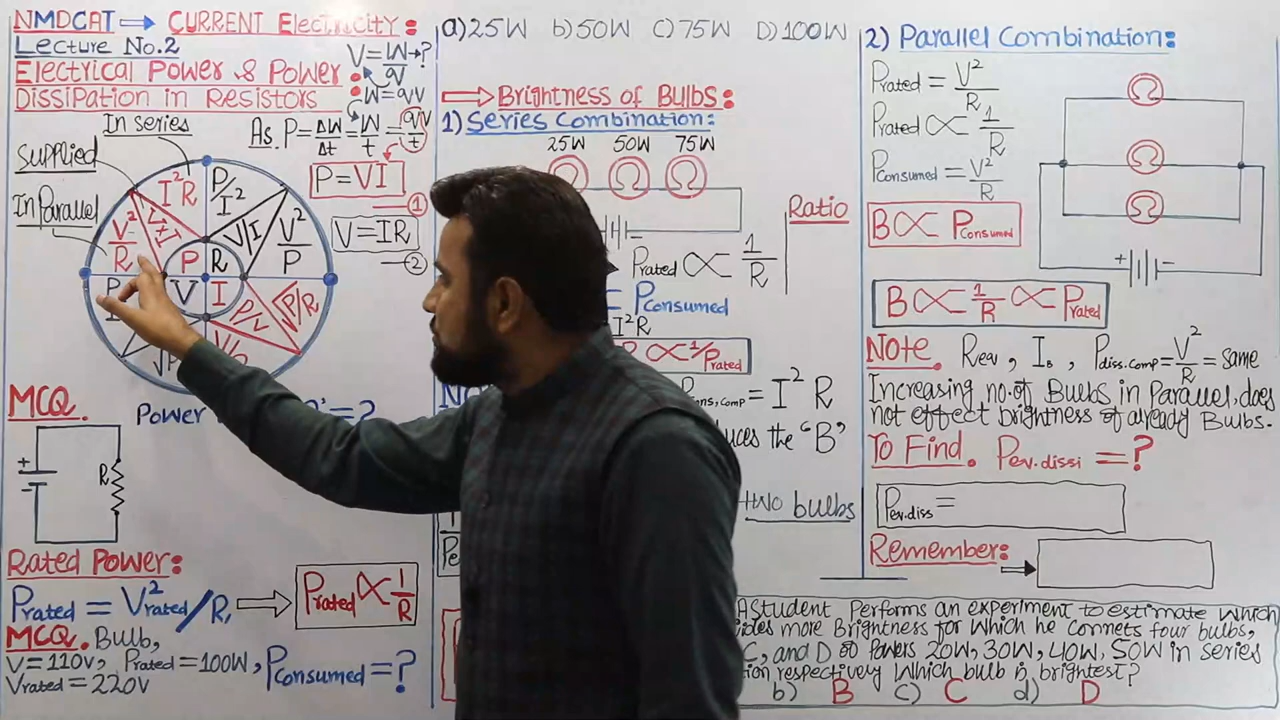 NMDCAT ⇒ CURRENT Electricity:
Lecture No.2
Electrical Power & Power
Dissipation in Resistors
V = W → ?
q
W = qV
In series
Supplied
In Parallel
As. P = ΔW/Δt = W/t = qV/t
P = VI
①
V = IR
②
I²R
V×I
V²/R
P
P/I²
V/I
V²/P
R
V
I
P/V
√P/R
MCQ.
+
-
R
Power
= ?
Rated Power:
Prated = V²rated/R, ⇒ Prated ∝ 1/R
MCQ. Bulb,
V = 110v, Prated = 100W, Pconsumed = ?
Vrated = 220v
a) 25W b) 50W c) 75W D) 100W
⇒ Brightness of Bulbs:
1) Series Combination:
25W 50W 75W
Ratio
Prated ∝ 1/R
Pconsumed
I²R
∝ 1/Prated
Pcons,comp = I²R
the "B"
two bulbs
2) Parallel Combination:
Prated = V²/R
Prated ∝ 1/R
Pconsumed = V²/R
B ∝ Pconsumed
+ -
B ∝ 1/R ∝ Prated
Note. Req, IB, Pdiss.comp = V²/R = same
Increasing no.of Bulbs in Parallel, does
not effect brightness of already Bulbs.
To Find. Pev.dissi = ?
Pev.diss =
Remember: →
A Student Performs an experiment to estimate which
more Brightness for which he connets four bulbs,
C, and D of Powers 20W, 30W, 40W, 50W in series
respectively which bulb is brightest?
b) B c) C d) D